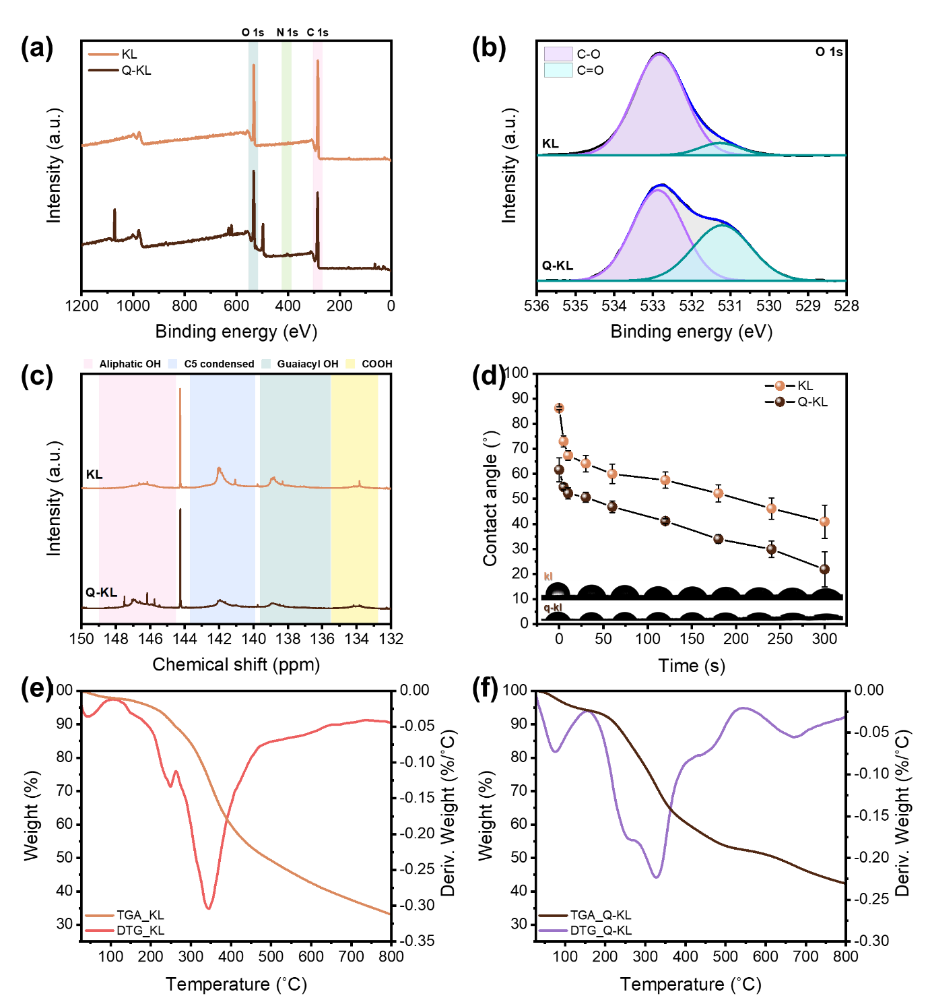 (a)
O 1s N 1s C 1s
KL
Q-KL
Intensity (a.u.)
1200 1000 800 600 400 200 0
Binding energy (eV)
(b)
C-O
C=O
O 1s
KL
Q-KL
Intensity (a.u.)
536 535 534 533 532 531 530 529 528
Binding energy (eV)
(c)
Aliphatic OH C5 condensed Guaiacyl OH COOH
KL
Q-KL
Intensity (a.u.)
150 148 146 144 142 140 138 136 134 132
Chemical shift (ppm)
(d)
KL
Q-KL
100
90
80
70
60
50
40
30
20
10
0
Contact angle (˚)
kl
q-kl
0 50 100 150 200 250 300
Time (s)
(e)
100
90
80
70
60
50
40
30
Weight (%)
TGA_KL
DTG_KL
0.00
-0.05
-0.10
-0.15
-0.20
-0.25
-0.30
-0.35
Deriv. Weight (%/˚C)
100 200 300 400 500 600 700 800
Temperature (˚C)
(f)
100
90
80
70
60
50
40
30
Weight (%)
TGA_Q-KL
DTG_Q-KL
0.00
-0.05
-0.10
-0.15
-0.20
-0.25
-0.30
Deriv. Weight (%/˚C)
100 200 300 400 500 600 700 800
Temperature (˚C)